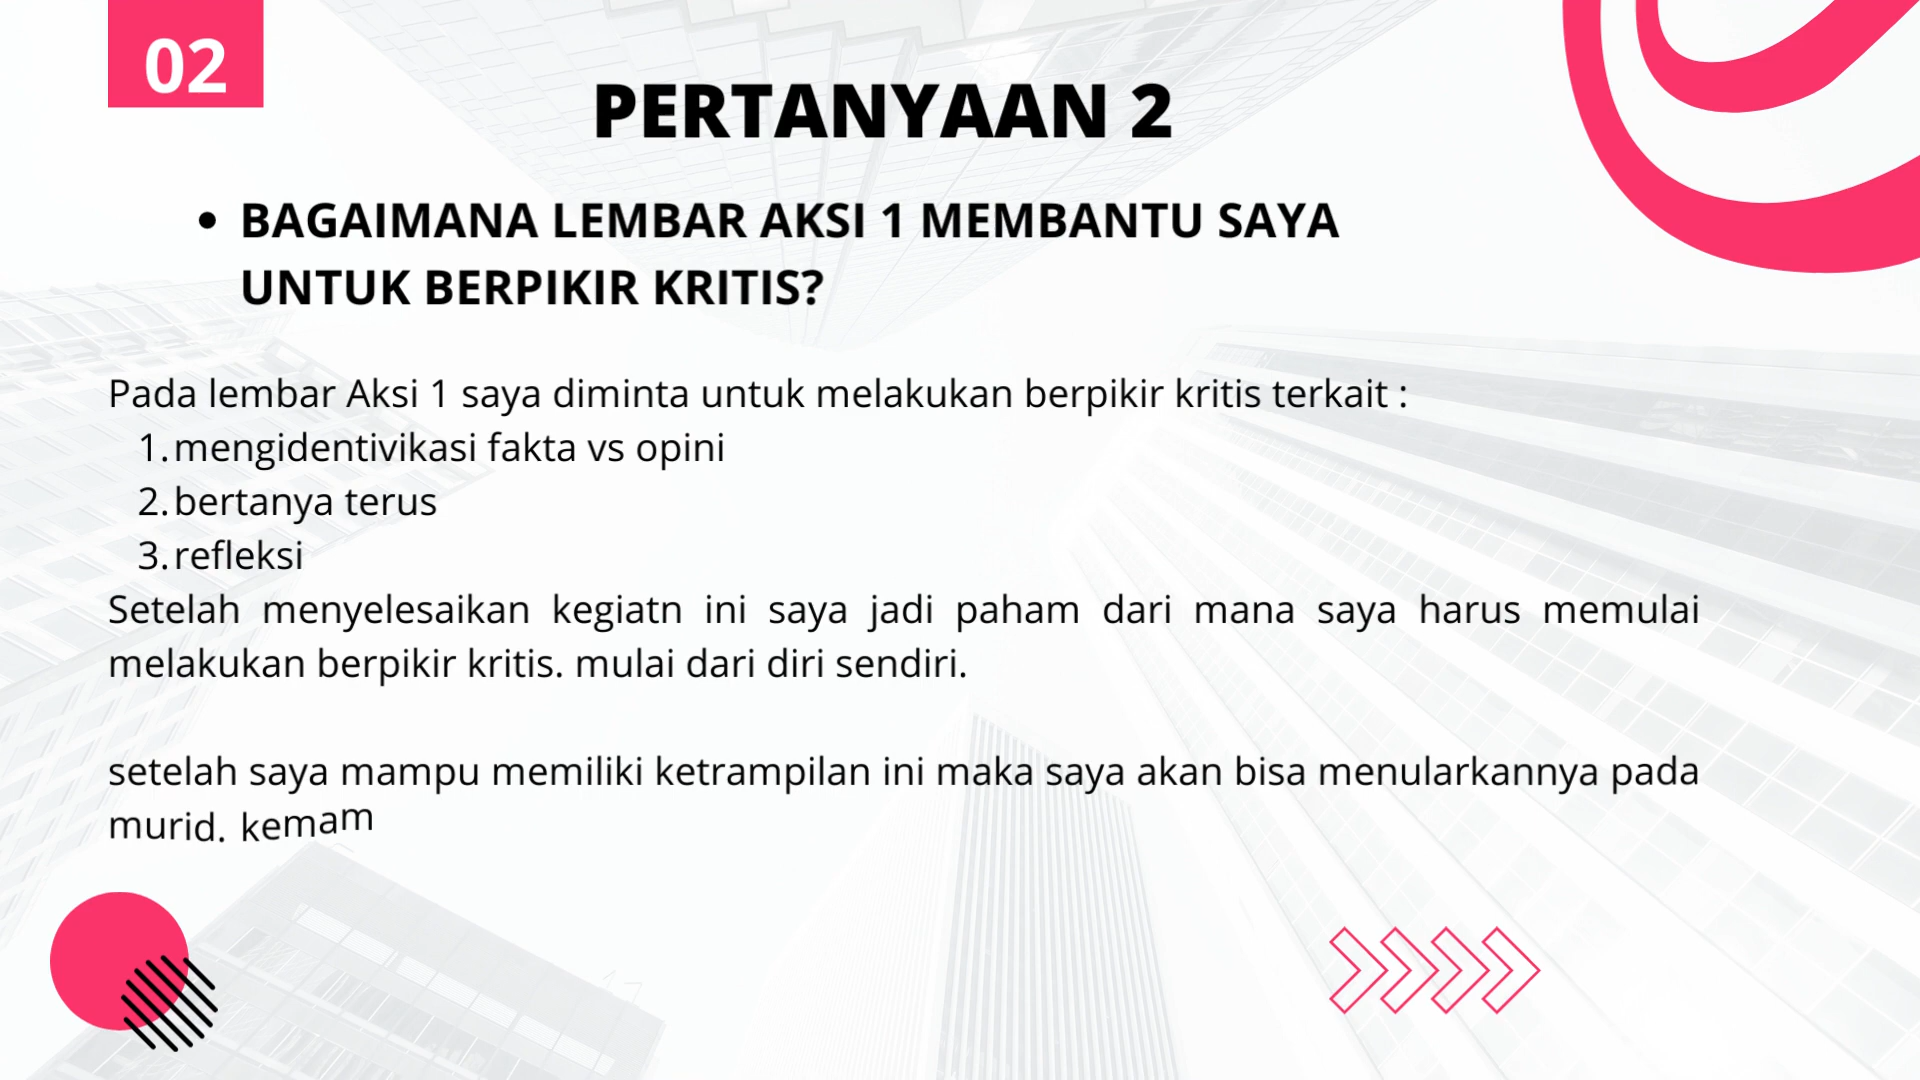 02
PERTANYAAN 2
• BAGAIMANA LEMBAR AKSI 1 MEMBANTU SAYA
UNTUK BERPIKIR KRITIS?
Pada lembar Aksi 1 saya diminta untuk melakukan berpikir kritis terkait :
1. mengidentivikasi fakta vs opini
2. bertanya terus
3. refleksi
Setelah menyelesaikan kegiatn ini saya jadi paham dari mana saya harus memulai
melakukan berpikir kritis. mulai dari diri sendiri.
setelah saya mampu memiliki ketrampilan ini maka saya akan bisa menularkannya pada
murid. kemam